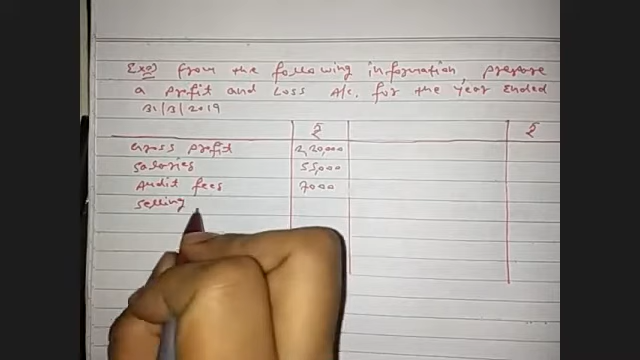 Ex:03 from the following information, prepare
a profit and Loss A/c. for the year Ended
31/3/2019
₹ ₹
Gross profit 2,20,000
Salaries 55,000
Audit fees 7000
Selling